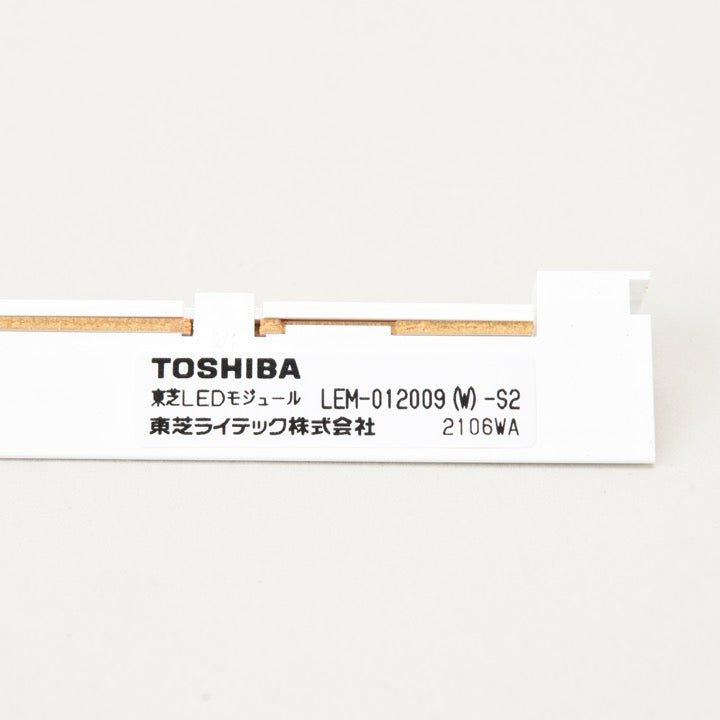 TOSHIBA
東芝LEDモジュール LEM-012009(W)-S2
東芝ライテック株式会社 2106WA